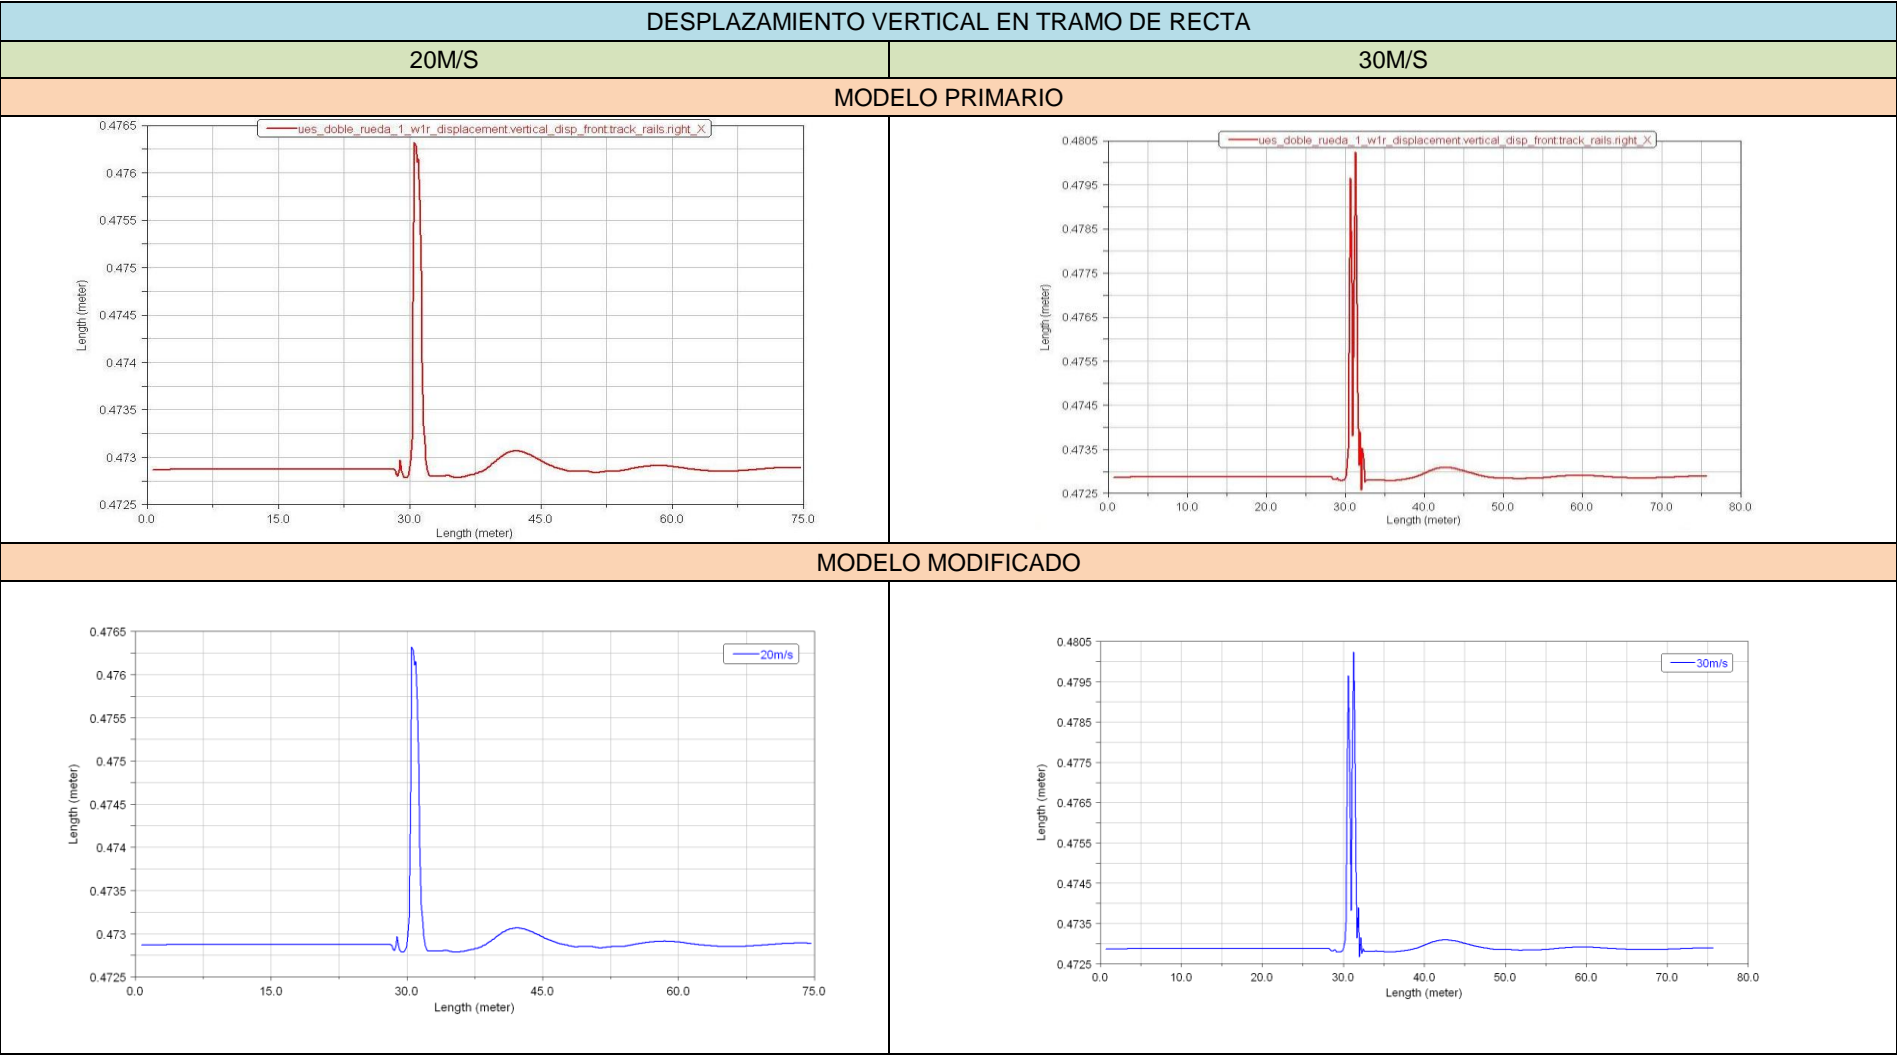 DESPLAZAMIENTO VERTICAL EN TRAMO DE RECTA
20M/S
30M/S
MODELO PRIMARIO
ues_doble_rueda_1_w1r_displacement.vertical_disp_front:track_rails.right_X
0.4765
0.476
0.4755
0.475
0.4745
0.474
0.4735
0.473
0.4725
Length (meter)
0.0 15.0 30.0 45.0 60.0 75.0
Length (meter)
ues_doble_rueda_1_w1r_displacement.vertical_disp_front:track_rails.right_X
0.4805
0.4795
0.4785
0.4775
0.4765
0.4755
0.4745
0.4735
0.4725
Length (meter)
0.0 10.0 20.0 30.0 40.0 50.0 60.0 70.0 80.0
Length (meter)
MODELO MODIFICADO
20m/s
0.4765
0.476
0.4755
0.475
0.4745
0.474
0.4735
0.473
0.4725
Length (meter)
0.0 15.0 30.0 45.0 60.0 75.0
Length (meter)
30m/s
0.4805
0.4795
0.4785
0.4775
0.4765
0.4755
0.4745
0.4735
0.4725
Length (meter)
0.0 10.0 20.0 30.0 40.0 50.0 60.0 70.0 80.0
Length (meter)